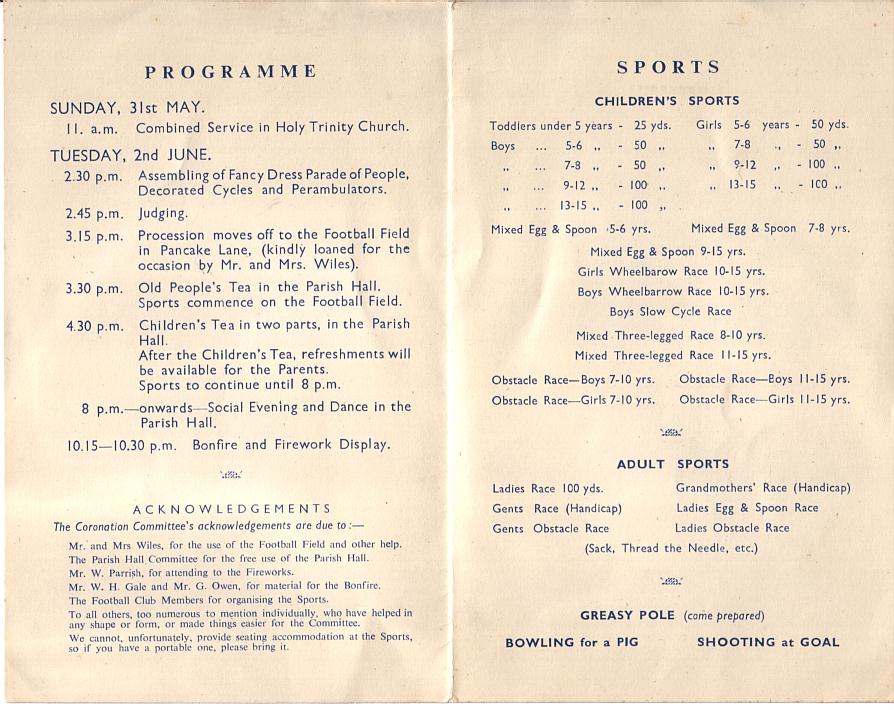 PROGRAMME
SUNDAY, 31st MAY.
11. a.m. Combined Service in Holy Trinity Church.
TUESDAY, 2nd JUNE.
2.30 p.m. Assembling of Fancy Dress Parade of People,
Decorated Cycles and Perambulators.
2.45 p.m. Judging.
3.15 p.m. Procession moves off to the Football Field
in Pancake Lane, (kindly loaned for the
occasion by Mr. and Mrs. Wiles).
3.30 p.m. Old People's Tea in the Parish Hall.
Sports commence on the Football Field.
4.30 p.m. Children's Tea in two parts, in the Parish
Hall.
After the Children's Tea, refreshments will
be available for the Parents.
Sports to continue until 8 p.m.
8 p.m.—onwards—Social Evening and Dance in the
Parish Hall.
10.15—10.30 p.m. Bonfire and Firework Display.
ACKNOWLEDGEMENTS
The Coronation Committee's acknowledgements are due to :—
Mr. and Mrs Wiles, for the use of the Football Field and other help.
The Parish Hall Committee for the free use of the Parish Hall.
Mr. W. Parrish, for attending to the Fireworks.
Mr. W. H. Gale and Mr. G. Owen, for material for the Bonfire.
The Football Club Members for organising the Sports.
To all others, too numerous to mention individually, who have helped in
any shape or form, or made things easier for the Committee.
We cannot, unfortunately, provide seating accommodation at the Sports,
so if you have a portable one, please bring it.
SPORTS
CHILDREN'S SPORTS
Toddlers under 5 years - 25 yds. Girls 5-6 years - 50 yds.
Boys ... 5-6 ,, - 50 ,, ,, 7-8 ,, - 50 ,,
,, ... 7-8 ,, - 50 ,, ,, 9-12 ,, - 100 ,,
,, ... 9-12 ,, - 100 ,, ,, 13-15 ,, - 100 ,,
,, ... 13-15 ,, - 100 ,,
Mixed Egg & Spoon 5-6 yrs. Mixed Egg & Spoon 7-8 yrs.
Mixed Egg & Spoon 9-15 yrs.
Girls Wheelbarow Race 10-15 yrs.
Boys Wheelbarrow Race 10-15 yrs.
Boys Slow Cycle Race
Mixed Three-legged Race 8-10 yrs.
Mixed Three-legged Race 11-15 yrs.
Obstacle Race—Boys 7-10 yrs. Obstacle Race—Boys 11-15 yrs.
Obstacle Race—Girls 7-10 yrs. Obstacle Race—Girls 11-15 yrs.
ADULT SPORTS
Ladies Race 100 yds. Grandmothers' Race (Handicap)
Gents Race (Handicap) Ladies Egg & Spoon Race
Gents Obstacle Race Ladies Obstacle Race
(Sack, Thread the Needle, etc.)
GREASY POLE (come prepared)
BOWLING for a PIG SHOOTING at GOAL